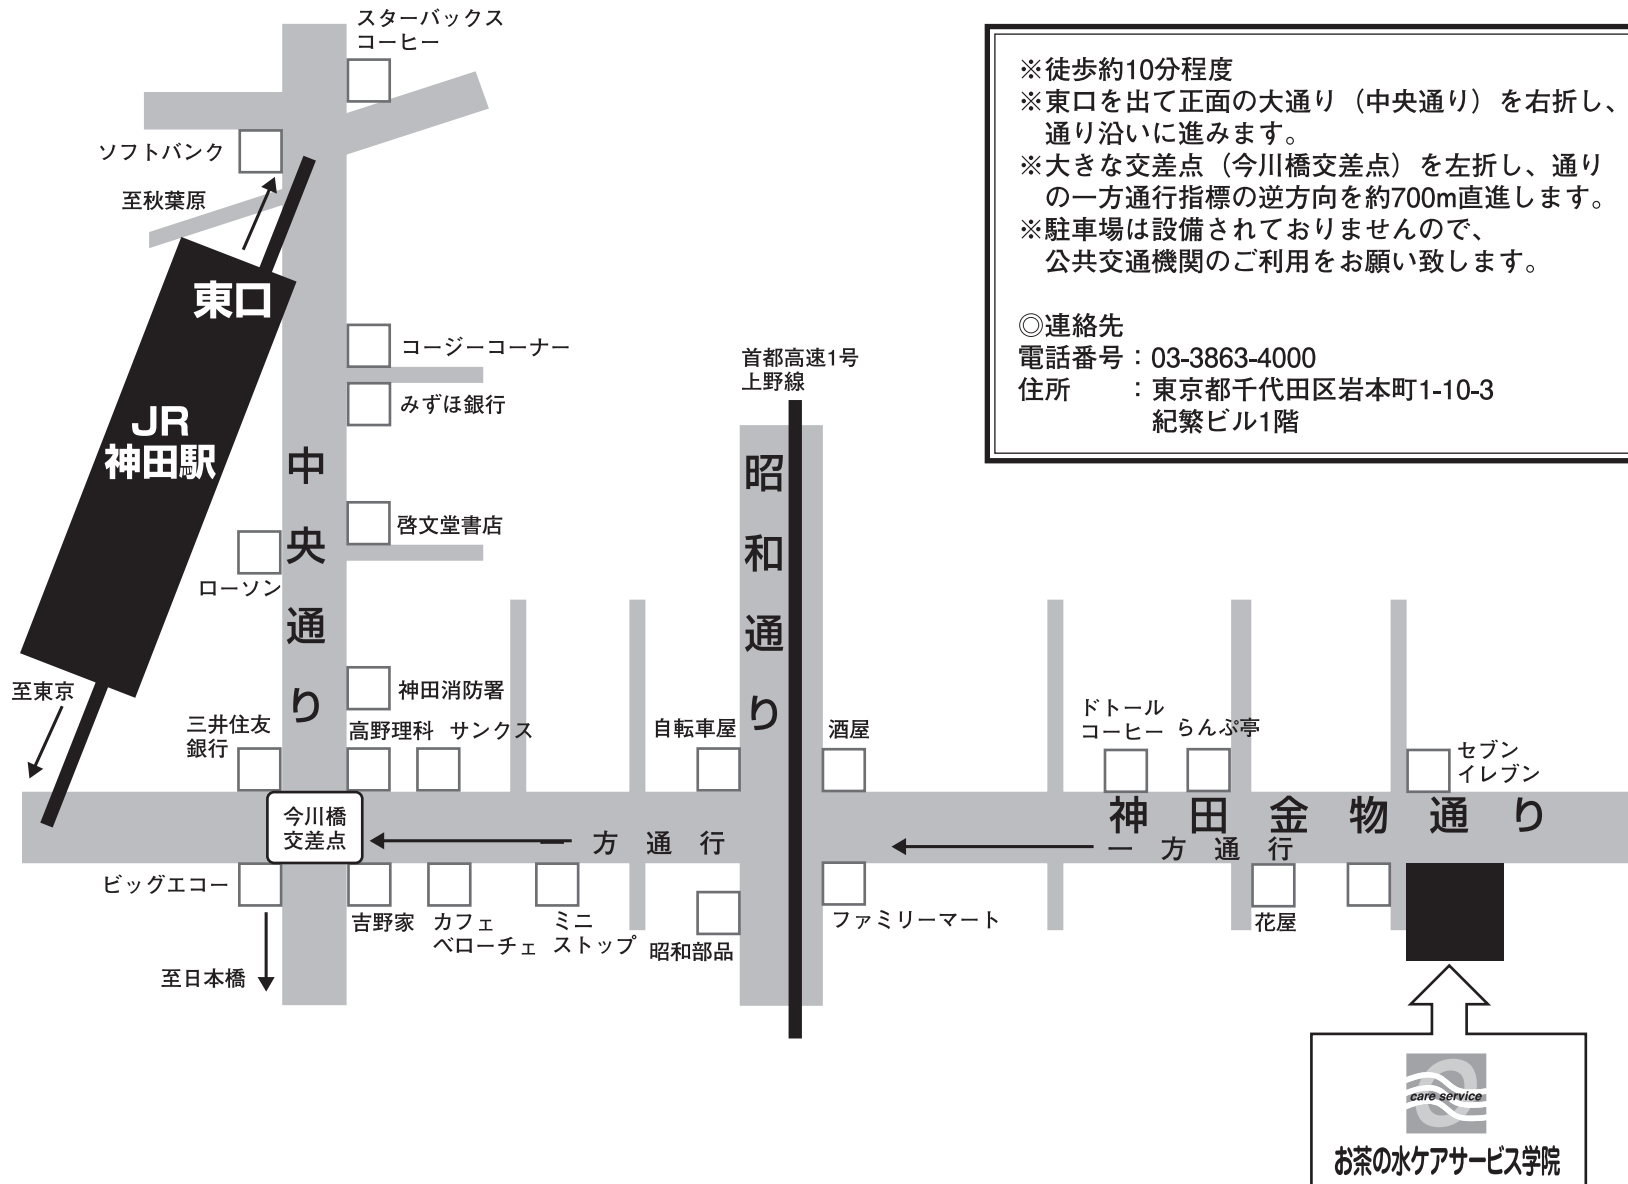 スターバックス
コーヒー
ソフトバンク
至秋葉原
東口
JR
神田駅
コージーコーナー
みずほ銀行
中央通り
啓文堂書店
ローソン
神田消防署
至東京
三井住友
銀行
高野理科
サンクス
自転車屋
首都高速1号
上野線
昭和通り
酒屋
ドトール
コーヒー
らんぷ亭
セブン
イレブン
今川橋
交差点
一方通行
神田金物通り
一方通行
ビッグエコー
吉野家
カフェ
ベローチェ
ミニ
ストップ
昭和部品
ファミリーマート
花屋
至日本橋
※徒歩約10分程度
※東口を出て正面の大通り（中央通り）を右折し、
通り沿いに進みます。
※大きな交差点（今川橋交差点）を左折し、通り
の一方通行指標の逆方向を約700m直進します。
※駐車場は設備されておりませんので、
公共交通機関のご利用をお願い致します。
◎連絡先
電話番号：03-3863-4000
住所　　：東京都千代田区岩本町1-10-3
紀繁ビル1階
care service
お茶の水ケアサービス学院